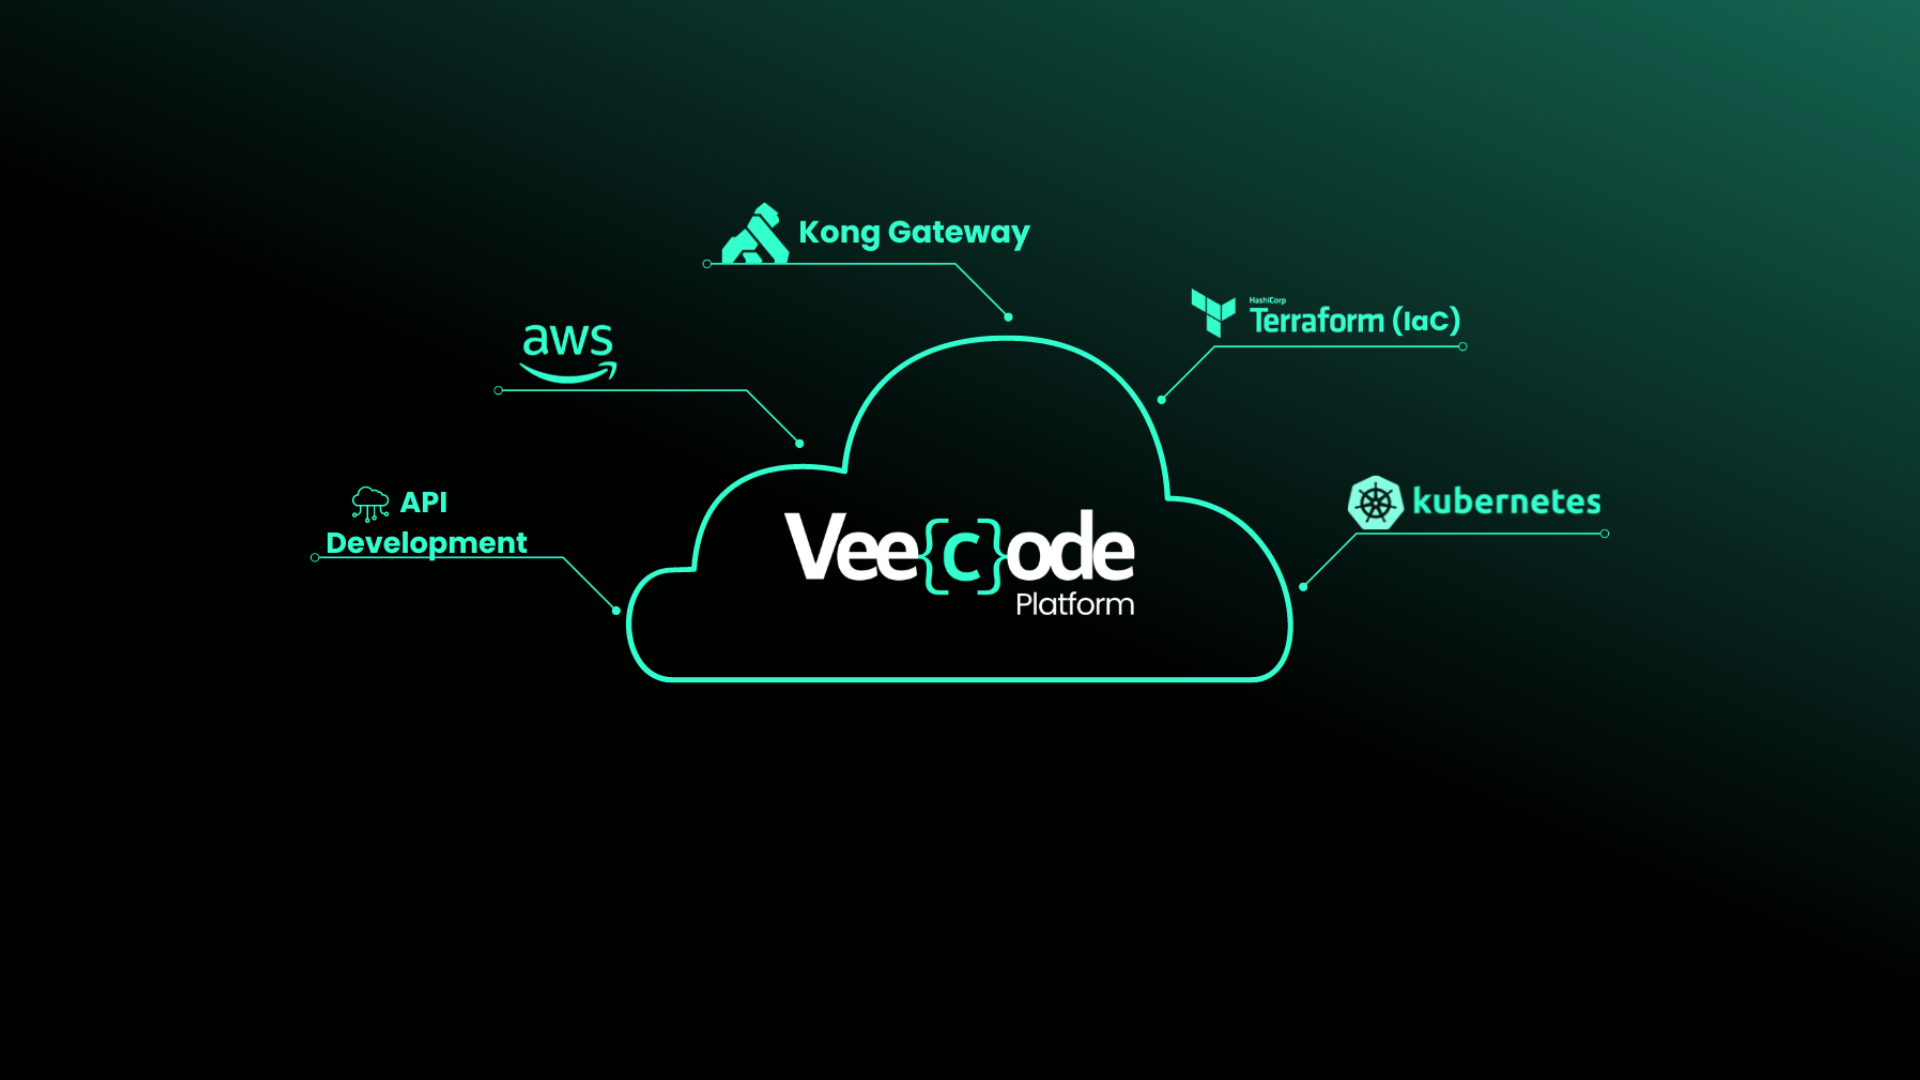 Kong Gateway
HashiCorp
Terraform (IaC)
aws
API
Development
kubernetes
Vee{c}ode
Platform